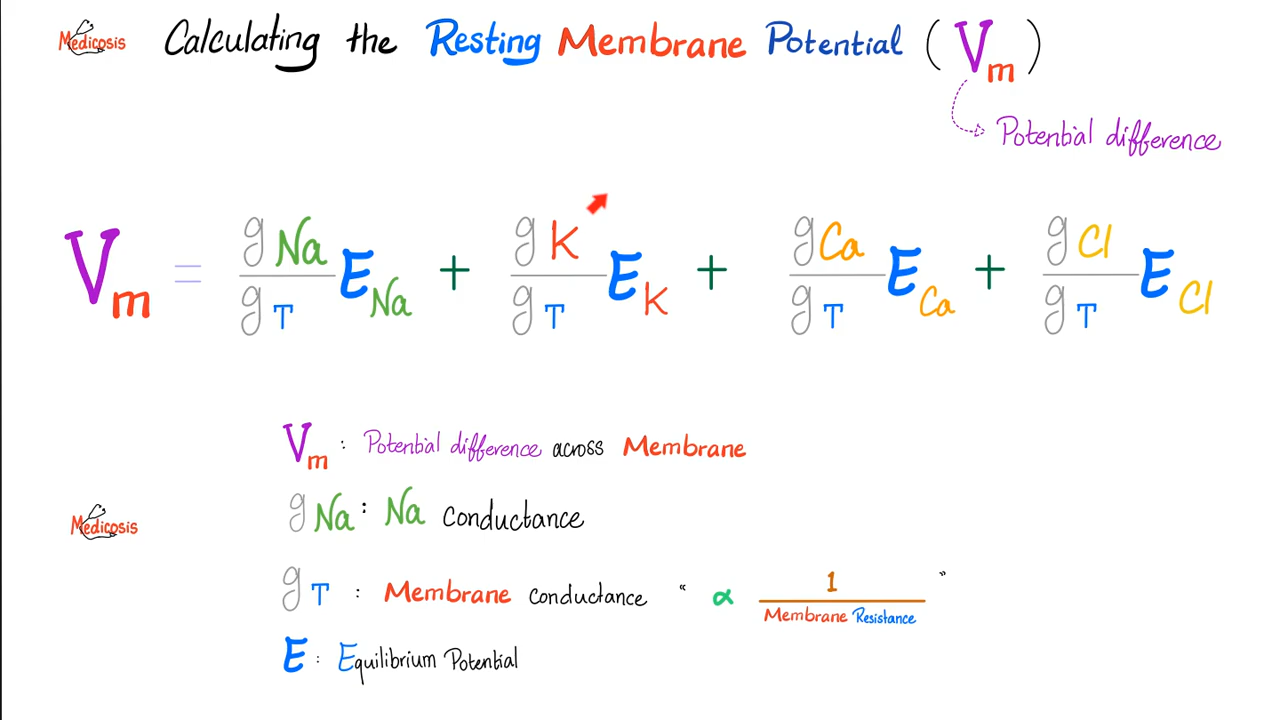 Medicosis Calculating the Resting Membrane Potential (Vm)
Potential difference
Vm = gNa/gT ENa + gK/gT EK + gCa/gT ECa + gCl/gT ECl
Vm : Potential difference across Membrane
gNa : Na conductance
Medicosis
gT : Membrane conductance " α 1/Membrane Resistance "
E : Equilibrium Potential